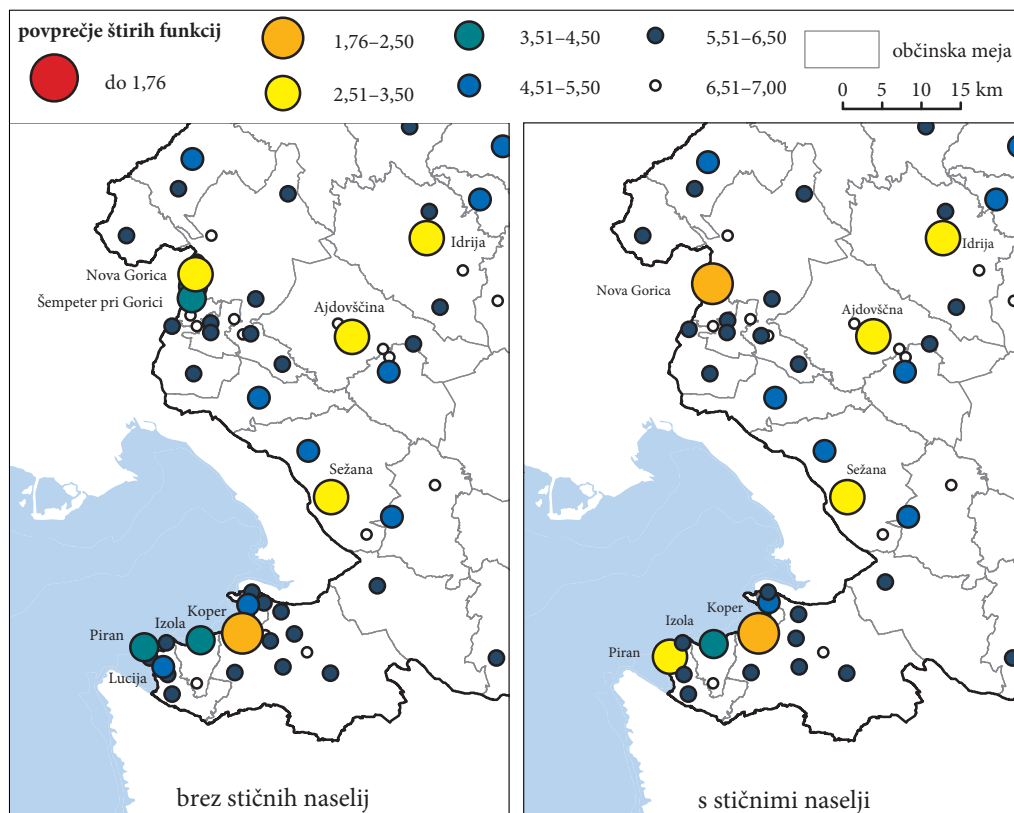 povprečje štirih funkcij
do 1,76
1,76–2,50
2,51–3,50
3,51–4,50
4,51–5,50
5,51–6,50
6,51–7,00
občinska meja
0 5 10 15 km
Idrija
Nova Gorica
Šempeter pri Gorici
Ajdovščina
Sežana
Koper
Izola
Piran
Lucija
brez stičnih naselij
Idrija
Nova Gorica
Ajdovščna
Sežana
Koper
Izola
Piran
s stičnimi naselji